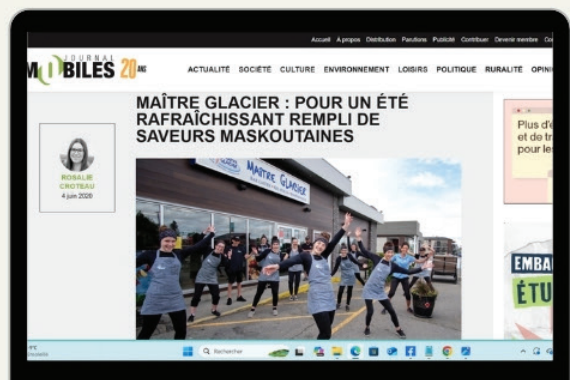 Accueil A propos Distribution Parutions Publicité Contribuer Devenir membre
JOURNAL
MOBILES 20 ANS
ACTUALITÉ SOCIÉTÉ CULTURE ENVIRONNEMENT LOISIRS POLITIQUE RURALITÉ OPINI
MAÎTRE GLACIER : POUR UN ÉTÉ
RAFRAÎCHISSANT REMPLI DE
SAVEURS MASKOUTAINES
ROSALIE
CROTEAU
4 juin 2020
MAÎTRE GLACIER
Plus d'e
et de tr
pour le
EMBA
ÉTU
9°C
Rechercher